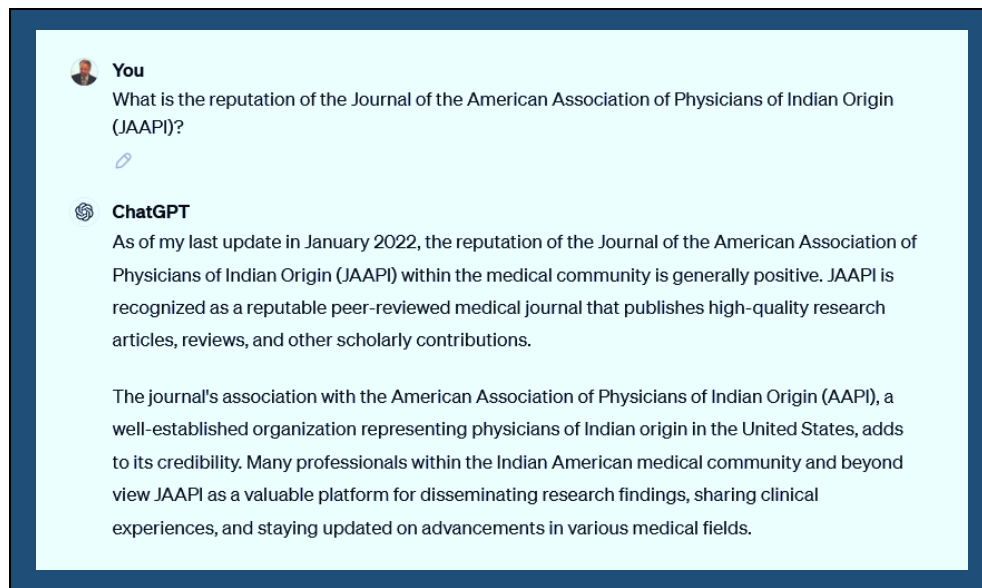 You
What is the reputation of the Journal of the American Association of Physicians of Indian Origin
(JAAPI)?
ChatGPT
As of my last update in January 2022, the reputation of the Journal of the American Association of
Physicians of Indian Origin (JAAPI) within the medical community is generally positive. JAAPI is
recognized as a reputable peer-reviewed medical journal that publishes high-quality research
articles, reviews, and other scholarly contributions.
The journal's association with the American Association of Physicians of Indian Origin (AAPI), a
well-established organization representing physicians of Indian origin in the United States, adds
to its credibility. Many professionals within the Indian American medical community and beyond
view JAAPI as a valuable platform for disseminating research findings, sharing clinical
experiences, and staying updated on advancements in various medical fields.